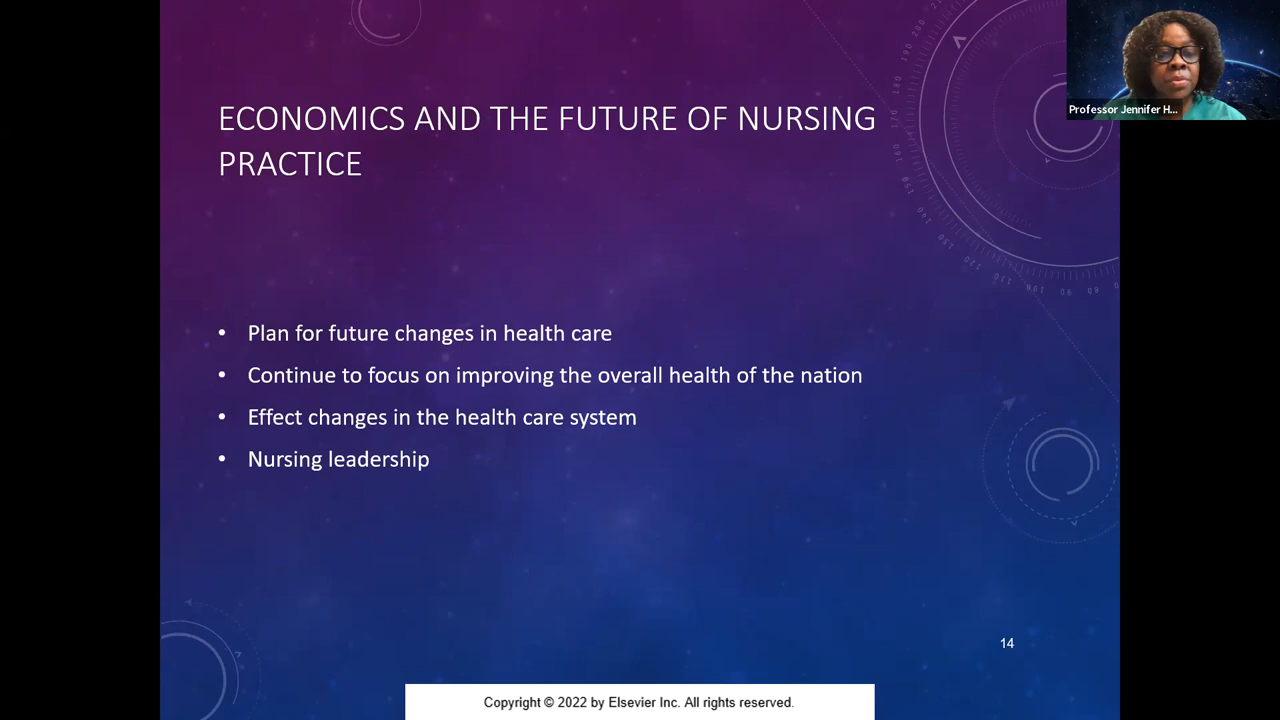 Professor Jennifer H...
ECONOMICS AND THE FUTURE OF NURSING
PRACTICE
• Plan for future changes in health care
• Continue to focus on improving the overall health of the nation
• Effect changes in the health care system
• Nursing leadership
14
Copyright © 2022 by Elsevier Inc. All rights reserved.